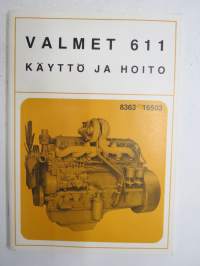 VALMET 611
KÄYTTÖ JA HOITO
8363 16503